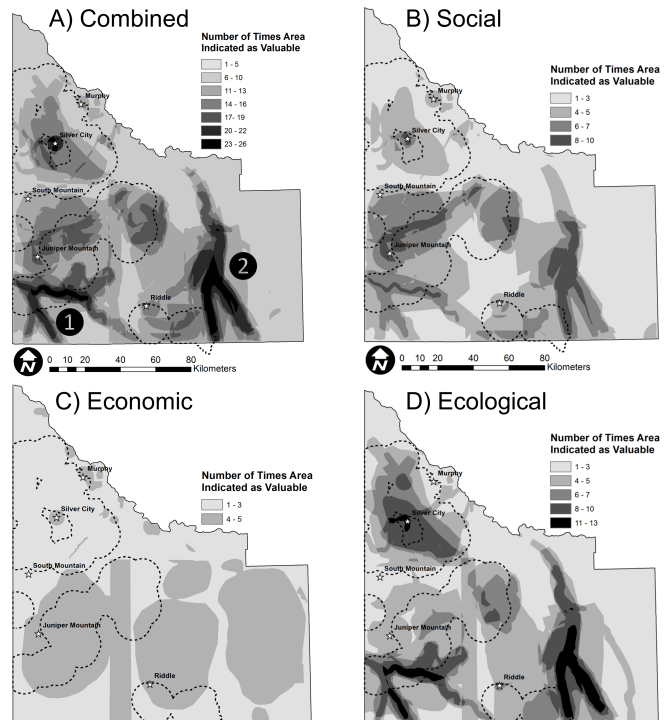 A) Combined
Number of Times Area
Indicated as Valuable
1 - 5
6 - 10
11 - 13
14 - 16
17- 19
20 - 22
23 - 26
Murphy
Silver City
South Mountain
Juniper Mountain
Riddle
1
2
N
0 10 20 40 60 80
Kilometers
B) Social
Number of Times Area
Indicated as Valuable
1 - 3
4 - 5
6 - 7
8 - 10
Murphy
Silver City
South Mountain
Juniper Mountain
Riddle
N
0 10 20 40 60 80
Kilometers
C) Economic
Number of Times Area
Indicated as Valuable
1 - 3
4 - 5
Murphy
Silver City
South Mountain
Juniper Mountain
Riddle
D) Ecological
Number of Times Area
Indicated as Valuable
1 - 3
4 - 5
6 - 7
8 - 10
11 - 13
Murphy
Silver City
South Mountain
Juniper Mountain
Riddle